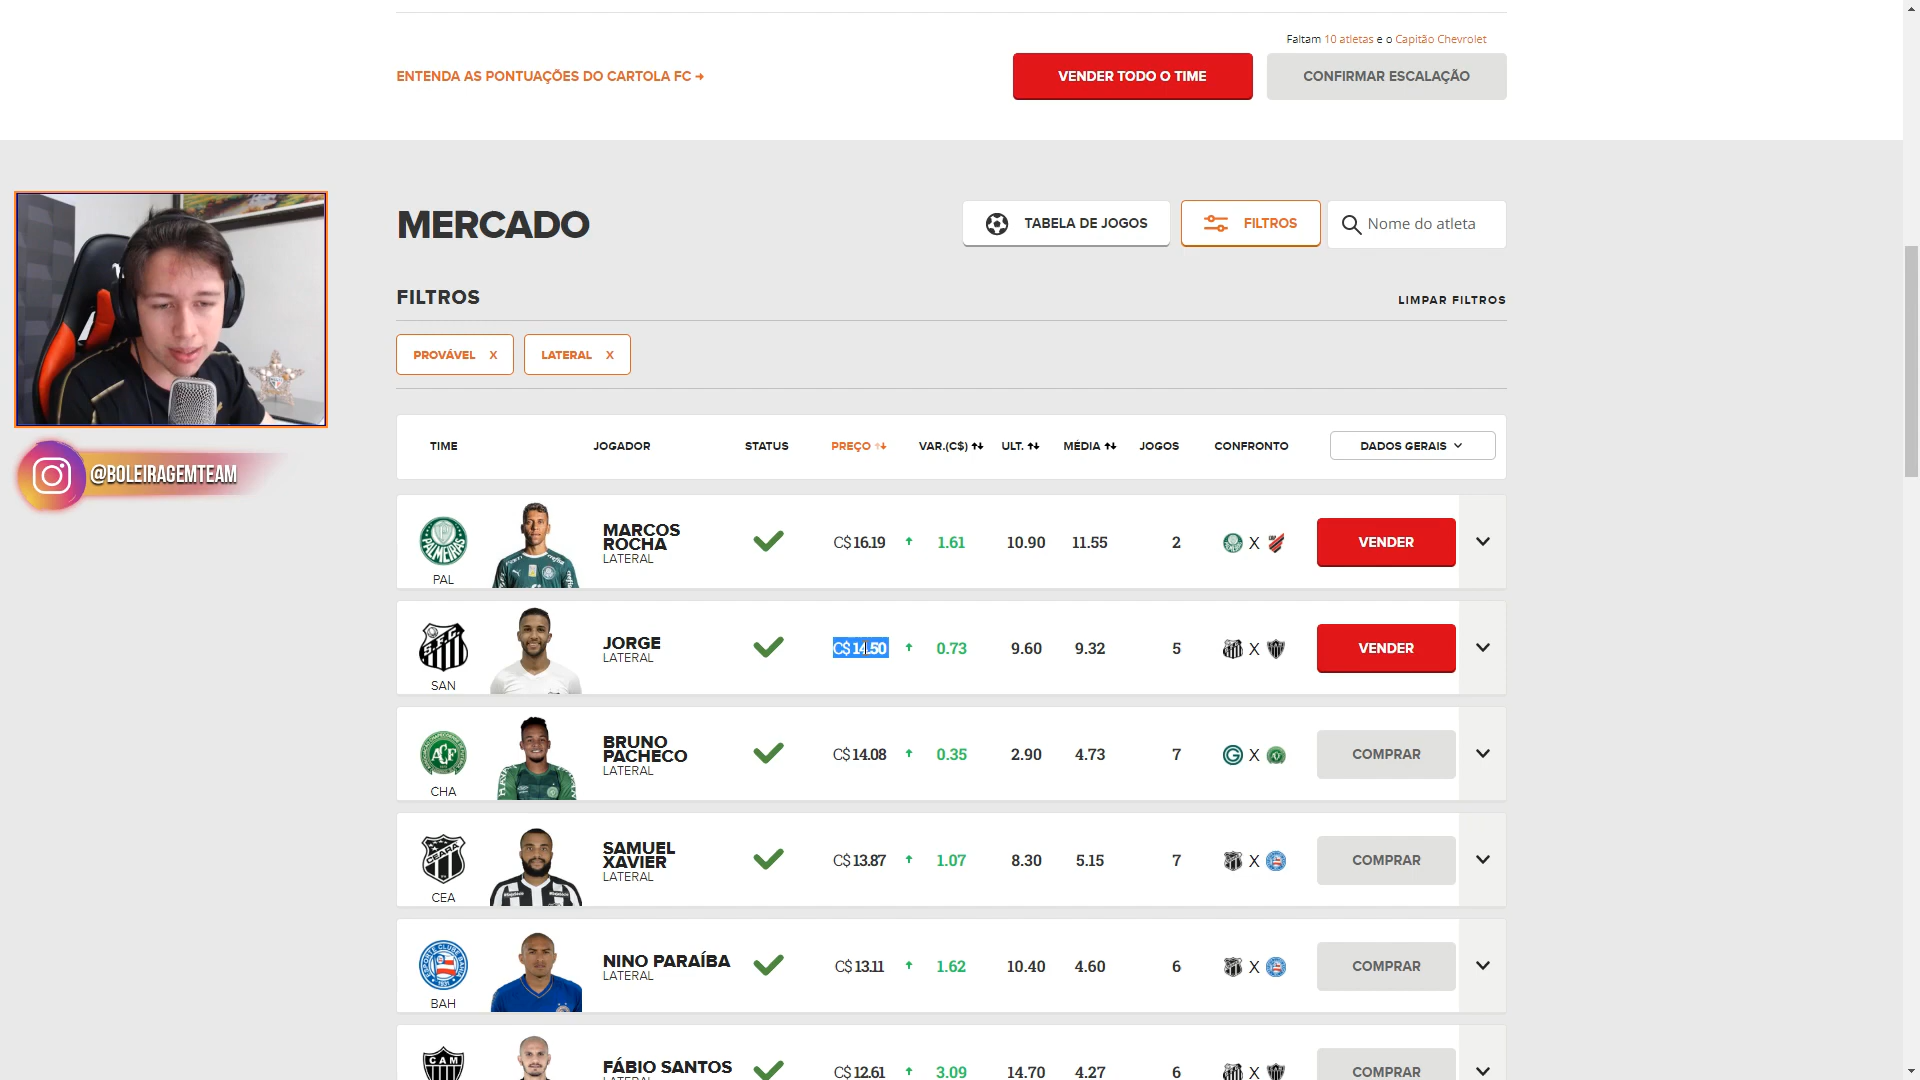 Faltam 10 atletas e o Capitão Chevrolet
ENTENDA AS PONTUAÇÕES DO CARTOLA FC
VENDER TODO O TIME
CONFIRMAR ESCALAÇÃO
MERCADO
TABELA DE JOGOS
FILTROS
Nome do atleta
FILTROS
LIMPAR FILTROS
PROVÁVEL X
LATERAL X
@BOLEIRAGEMTEAM
TIME JOGADOR STATUS PREÇO VAR.(C$) ULT. MÉDIA JOGOS CONFRONTO DADOS GERAIS
PALMEIRAS
PAL
MARCOS
ROCHA
LATERAL
C$ 16.19 1.61 10.90 11.55 2 X VENDER
SAN
JORGE
LATERAL
C$ 14.50 0.73 9.60 9.32 5 X VENDER
CHA
BRUNO
PACHECO
LATERAL
C$ 14.08 0.35 2.90 4.73 7 X COMPRAR
CEARÁ
CEA
SAMUEL
XAVIER
LATERAL
C$ 13.87 1.07 8.30 5.15 7 X COMPRAR
BAH
NINO PARAÍBA
LATERAL
C$ 13.11 1.62 10.40 4.60 6 X COMPRAR
CAM
FÁBIO SANTOS
LATERAL
C$ 12.61 3.09 14.70 4.27 6 X COMPRAR